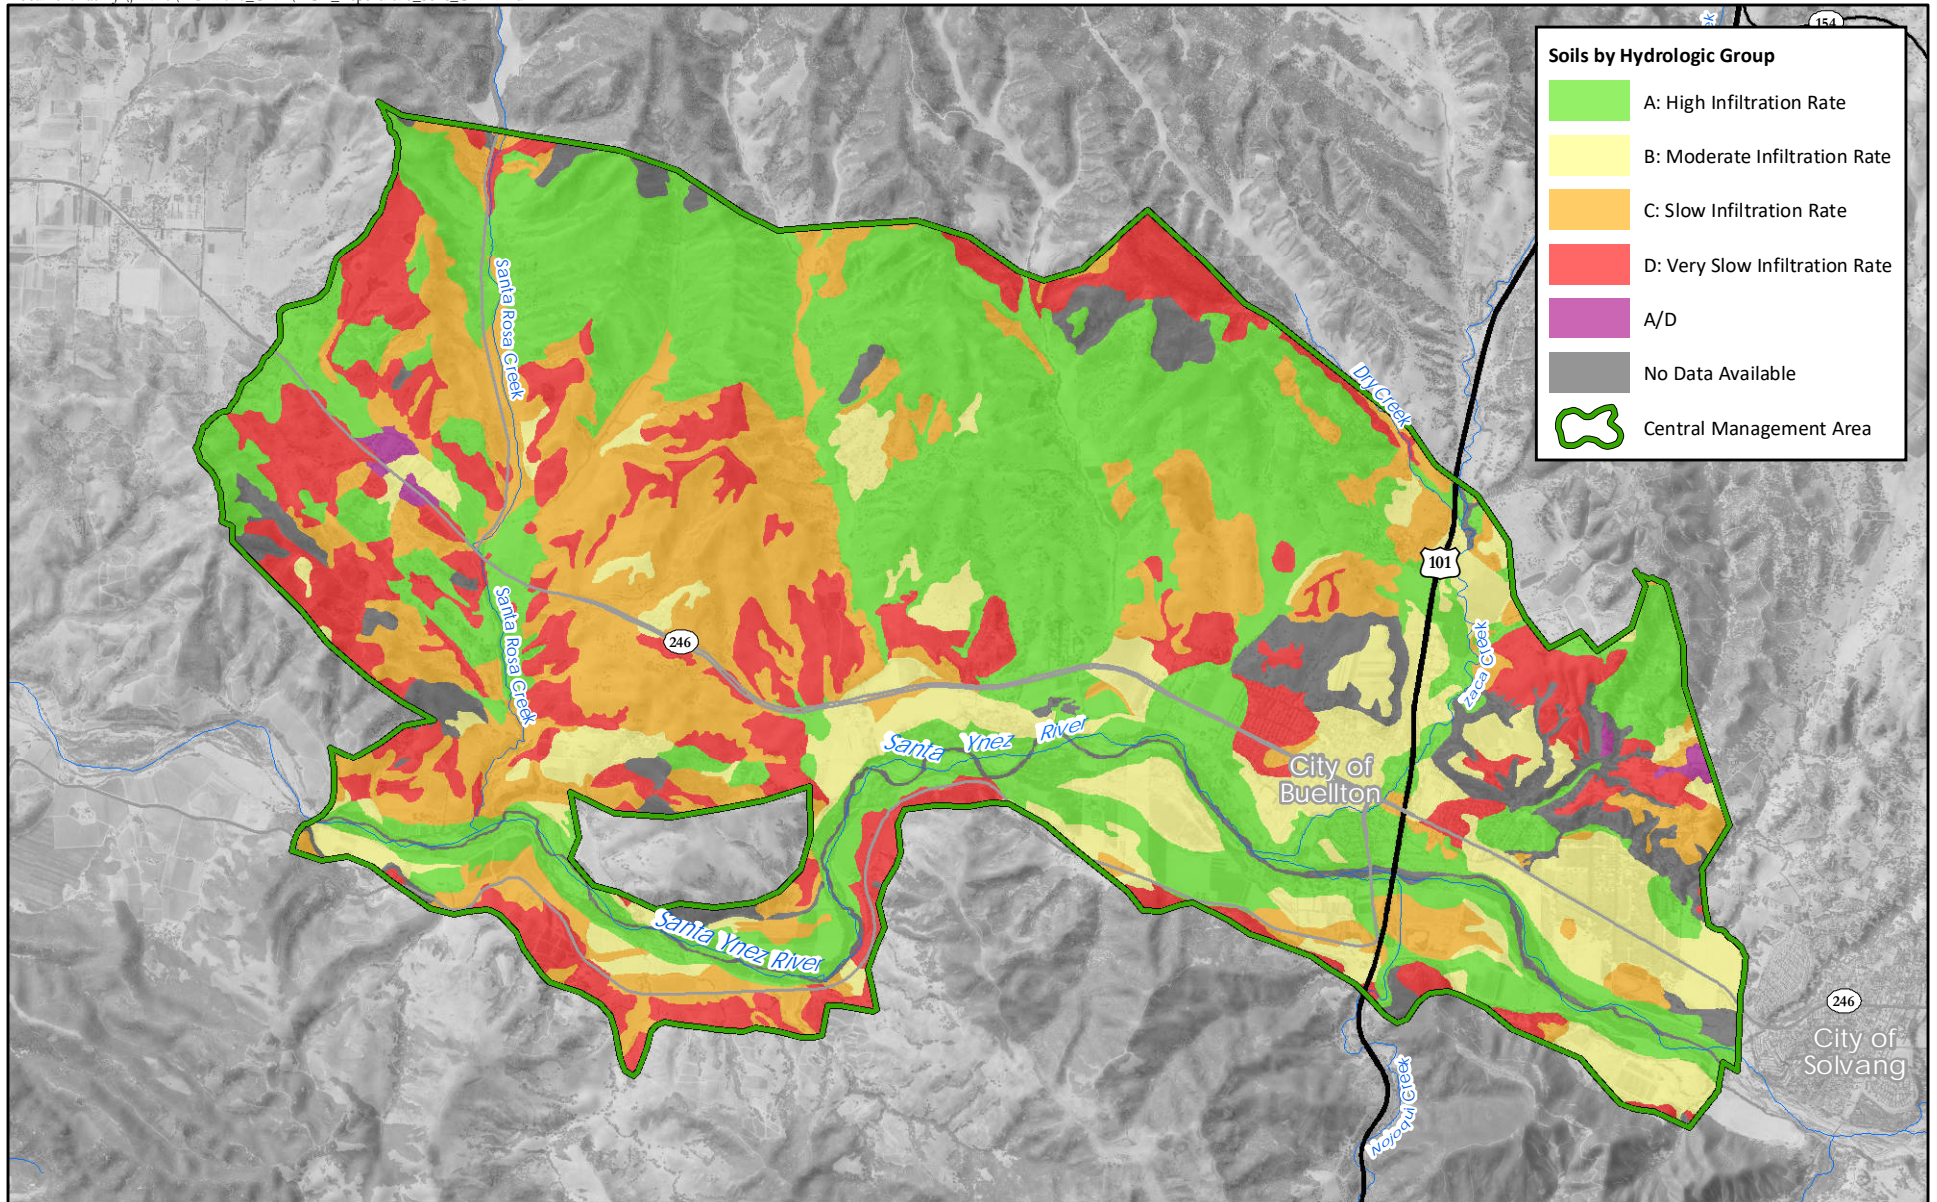 154
Soils by Hydrologic Group
A: High Infiltration Rate
B: Moderate Infiltration Rate
C: Slow Infiltration Rate
D: Very Slow Infiltration Rate
A/D
No Data Available
Central Management Area
Santa Rosa Creek
Dry Creek
101
Santa Rosa Creek
246
Zaca Creek
Santa Ynez River
City of
Buellton
Santa Ynez River
246
City of
Solvang
Nojoqui Creek